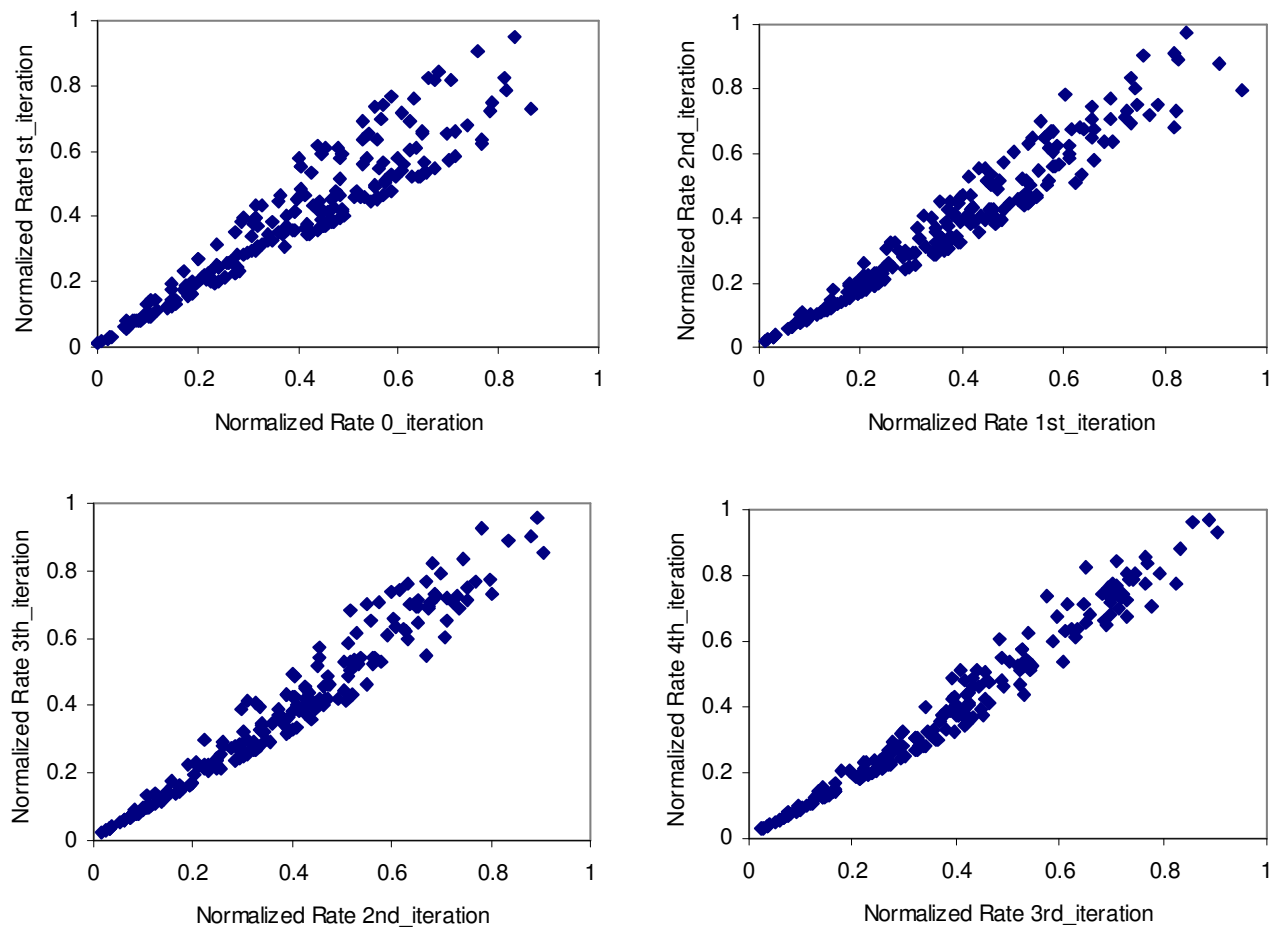 1
0.8
0.6
0.4
0.2
0
0 0.2 0.4 0.6 0.8 1
Normalized Rate1st_iteration
Normalized Rate 0_iteration
1
0.8
0.6
0.4
0.2
0
0 0.2 0.4 0.6 0.8 1
Normalized Rate 2nd_iteration
Normalized Rate 1st_iteration
1
0.8
0.6
0.4
0.2
0
0 0.2 0.4 0.6 0.8 1
Normalized Rate 3th_iteration
Normalized Rate 2nd_iteration
1
0.8
0.6
0.4
0.2
0
0 0.2 0.4 0.6 0.8 1
Normalized Rate 4th_iteration
Normalized Rate 3rd_iteration